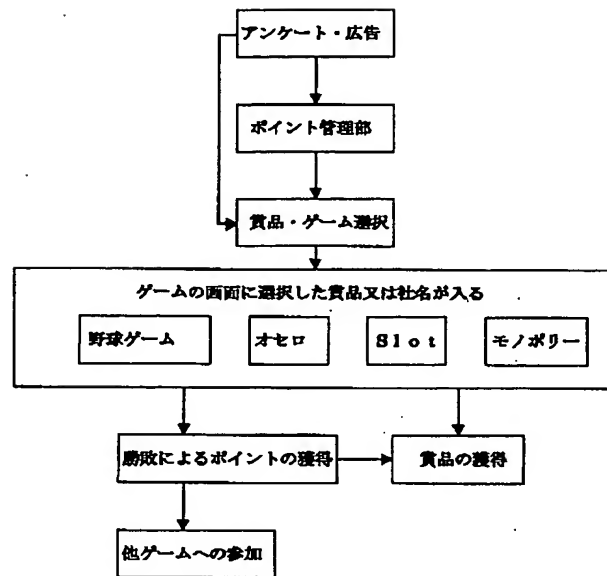 アンケート・広告
ポイント管理部
賞品・ゲーム選択
ゲームの画面に選択した賞品又は社名が入る
野球ゲーム
オセロ
Slot
モノポリー
勝敗によるポイントの獲得
賞品の獲得
他ゲームへの参加